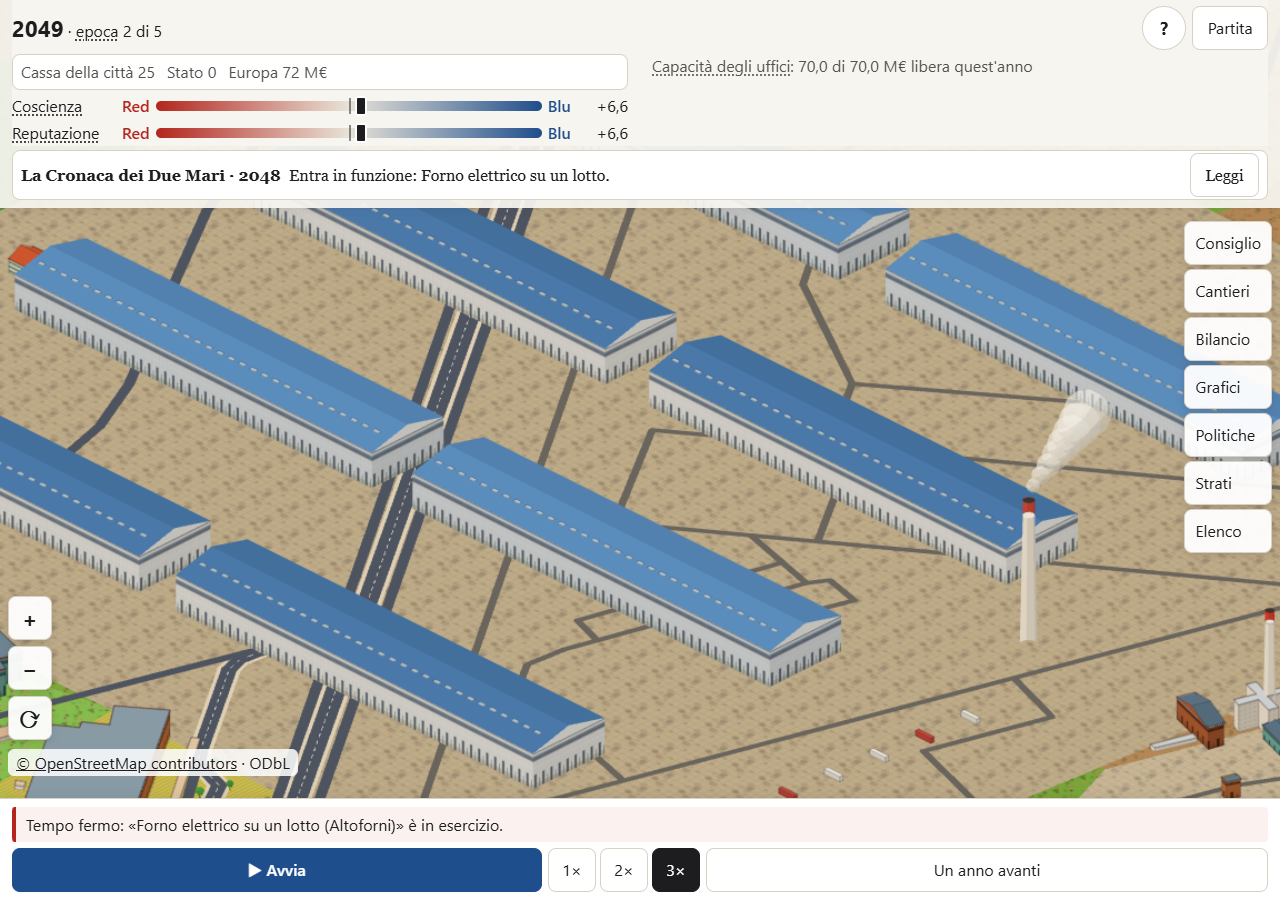 2049 · epoca 2 di 5
?
Partita
Cassa della città 25 Stato 0 Europa 72 M€
Capacità degli uffici: 70,0 di 70,0 M€ libera quest'anno
Coscienza Red Blu +6,6
Reputazione Red Blu +6,6
La Cronaca dei Due Mari · 2048 Entra in funzione: Forno elettrico su un lotto.
Leggi
Consiglio
Cantieri
Bilancio
Grafici
Politiche
Strati
Elenco
+
−
© OpenStreetMap contributors · ODbL
Tempo fermo: «Forno elettrico su un lotto (Altoforni)» è in esercizio.
▶ Avvia
1×
2×
3×
Un anno avanti